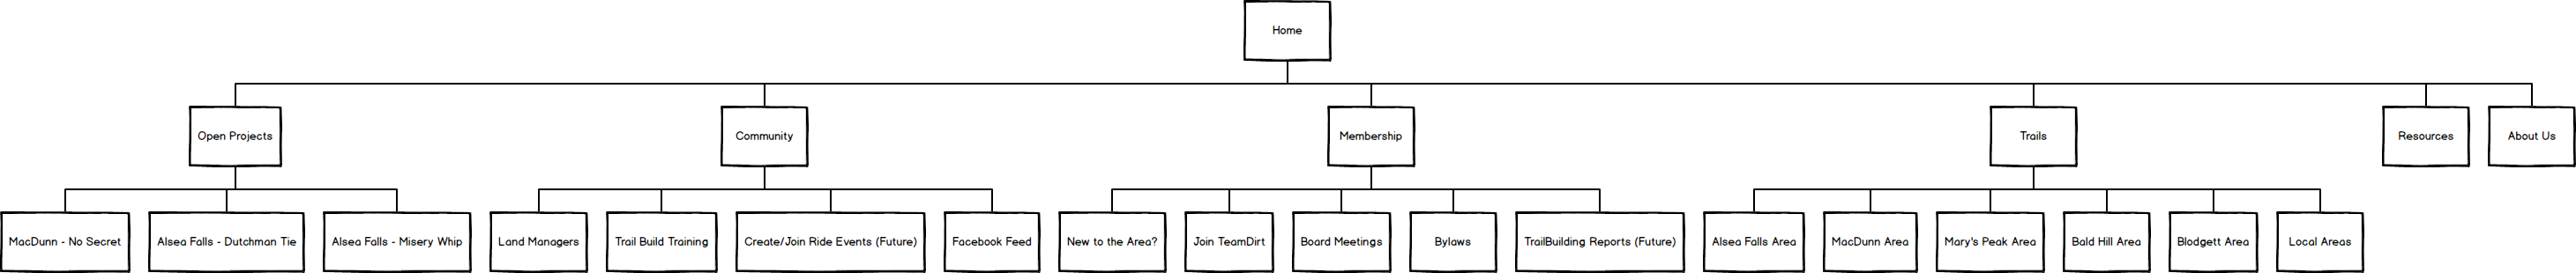 Home
Open Projects
Community
Membership
Trails
Resources
About Us
MacDunn - No Secret
Alsea Falls - Dutchman Tie
Alsea Falls - Misery Whip
Land Managers
Trail Build Training
Create/Join Ride Events (Future)
Facebook Feed
New to the Area?
Join TeamDirt
Board Meetings
Bylaws
TrailBuilding Reports (Future)
Alsea Falls Area
MacDunn Area
Mary's Peak Area
Bald Hill Area
Blodgett Area
Local Areas